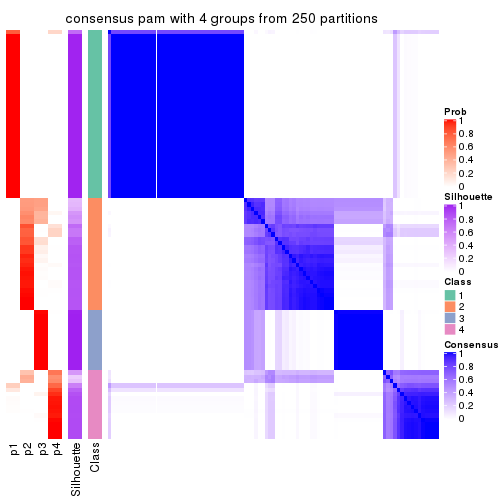 consensus pam with 4 groups from 250 partitions
Prob
1
0.8
0.6
0.4
0.2
0
Silhouette
1
0.8
0.6
0.4
0.2
0
Class
1
2
3
4
Consensus
1
0.8
0.6
0.4
0.2
0
p1
p2
p3
p4
Silhouette
Class